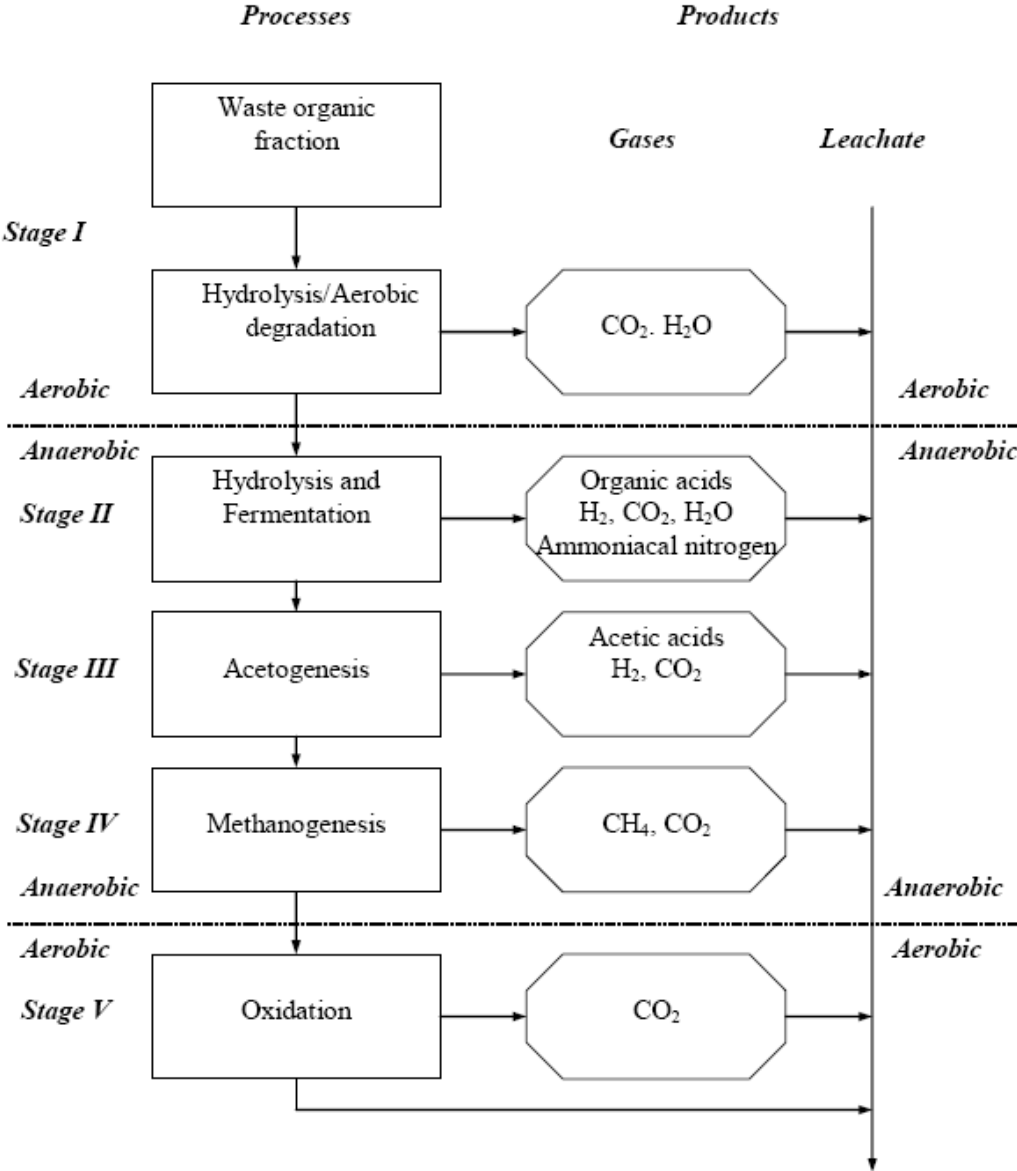 Processes
Products
Waste organic
fraction
Gases
Leachate
Stage I
Hydrolysis/Aerobic
degradation
CO₂. H₂O
Aerobic
Aerobic
Anaerobic
Anaerobic
Stage II
Hydrolysis and
Fermentation
Organic acids
H₂, CO₂, H₂O
Ammoniacal nitrogen
Stage III
Acetogenesis
Acetic acids
H₂, CO₂
Stage IV
Methanogenesis
CH₄, CO₂
Anaerobic
Anaerobic
Aerobic
Aerobic
Stage V
Oxidation
CO₂